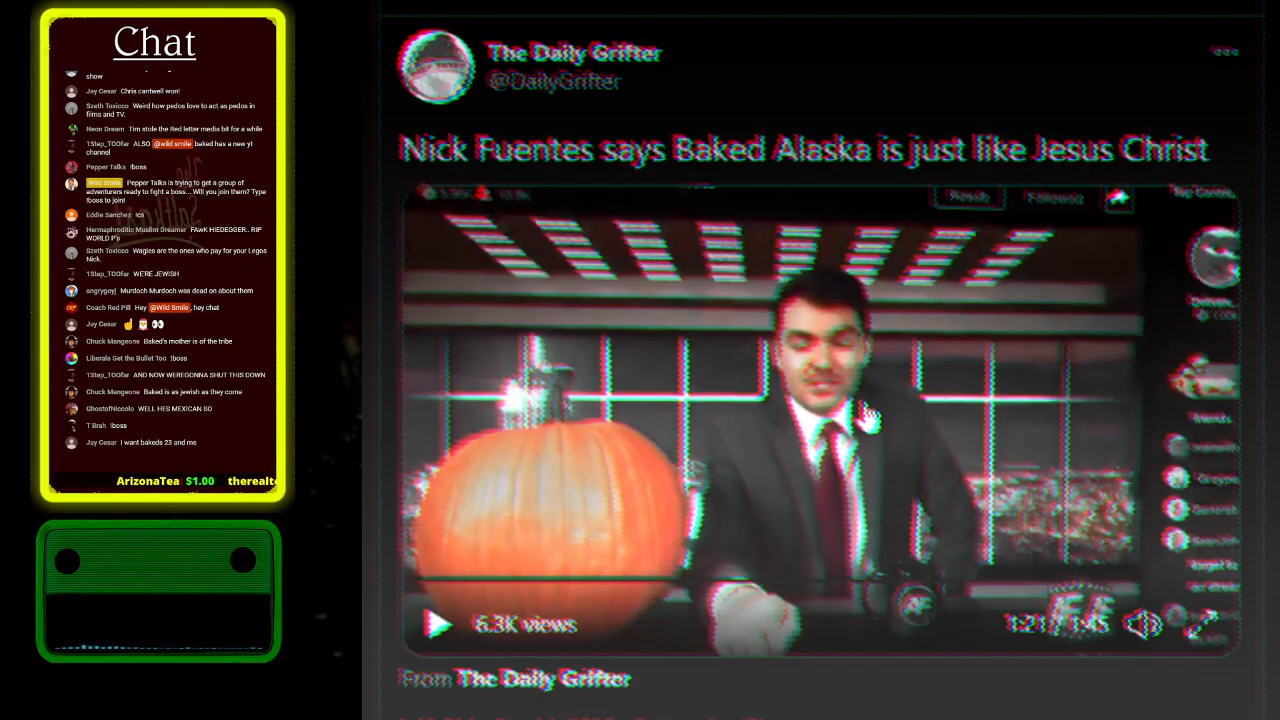 Chat
show
Jay Cesar Chris cantwell won!
Szeth Toxicco Weird how pedos love to act as pedos in
films and TV.
Neon Dream Tim stole the Red letter media bit for a while
1Step_TOOfar ALSO @wild smile baked has a new yt
channel
Pepper Talks !boss
Wild Smile Pepper Talks is trying to get a group of
adventurers ready to fight a boss... Will you join them? Type
!boss to join!
Eddie Sanchez !cs
Hermaphroditic Muslim Dreamer FAwK HIEDEGGER.. RIP
WORLD P's
Szeth Toxicco Wagies are the ones who pay for your Legos
Nick.
1Step_TOOfar WE'RE JEWISH
angrygoyj Murdoch Murdoch was dead on about them
Coach Red Pill Hey @Wild Smile, hey chat
Jay Cesar ☝️ 🎅 👀
Chuck Mangeone Baked's mother is of the tribe
Liberals Get the Bullet Too !boss
1Step_TOOfar AND NOW WEREGONNA SHUT THIS DOWN
Chuck Mangeone Baked is as jewish as they come
GhostofNiccolo WELL HES MEXICAN SO
T Brah !boss
Jay Cesar I want bakeds 23 and me
ArizonaTea $1.00 therealt
The Daily Grifter
@DailyGrifter
Nick Fuentes says Baked Alaska is just like Jesus Christ
Followed
friends
6.3K views
1:21 / 1:45
From The Daily Grifter